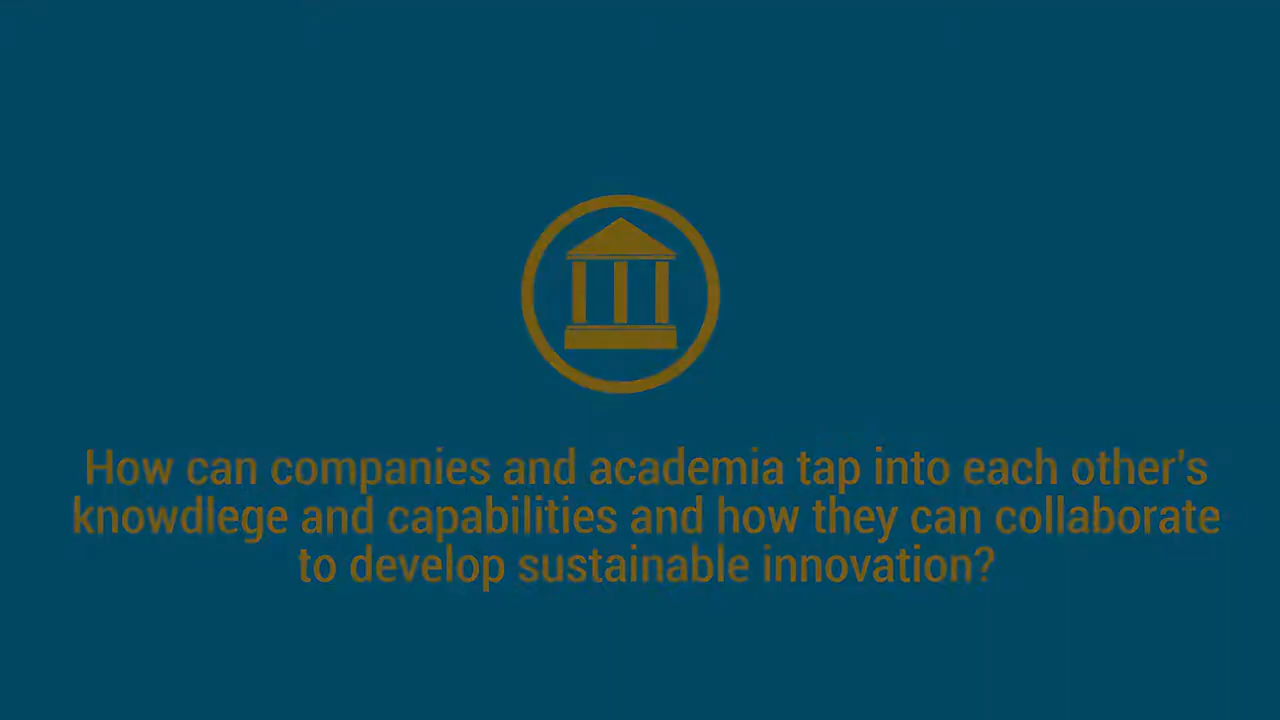 How can companies and academia tap into each other's
knowdlege and capabilities and how they can collaborate
to develop sustainable innovation?